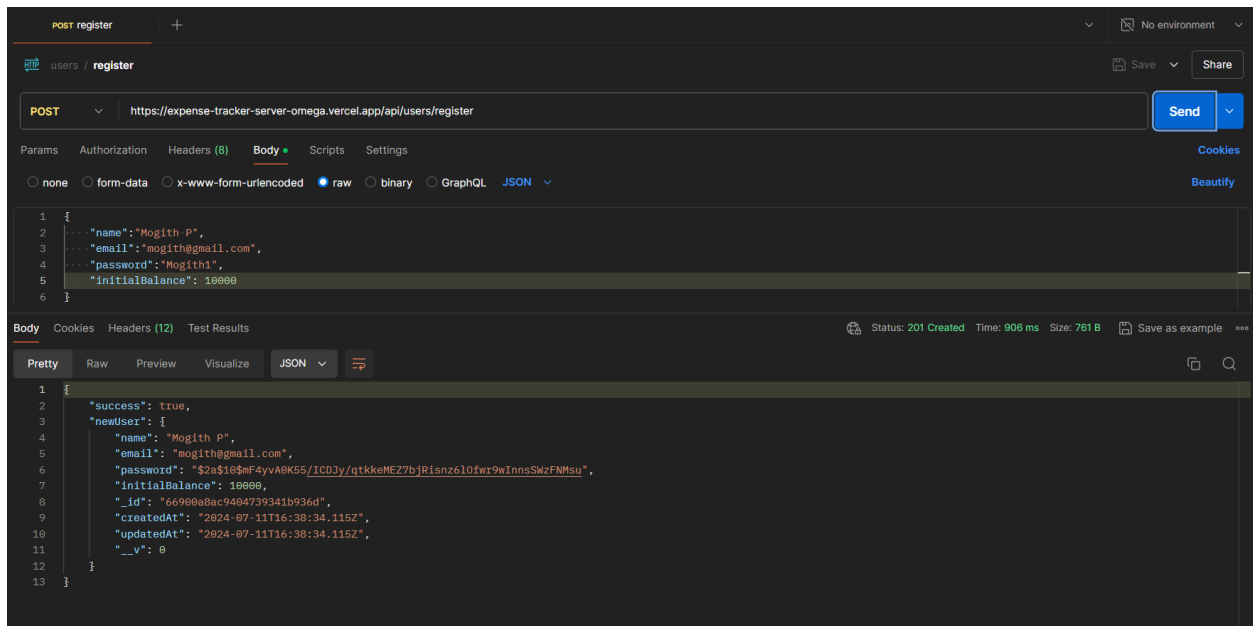 POST register
No environment
HTTP users / register Save Share
POST https://expense-tracker-server-omega.vercel.app/api/users/register Send
Params Authorization Headers (8) Body Scripts Settings Cookies
none form-data x-www-form-urlencoded raw binary GraphQL JSON Beautify
1 {
2 "name":"Mogith P",
3 "email":"mogith@gmail.com",
4 "password":"Mogith1",
5 "initialBalance": 10000
6 }
Body Cookies Headers (12) Test Results Status: 201 Created Time: 906 ms Size: 761 B Save as example
Pretty Raw Preview Visualize JSON
1 {
2 "success": true,
3 "newUser": {
4 "name": "Mogith P",
5 "email": "mogith@gmail.com",
6 "password": "$2a$10$mF4yvA0K55/ICDJy/qtkkeMEZ7bjRisnz6lOfwr9wInnsSWzFNMsu",
7 "initialBalance": 10000,
8 "_id": "66900a8ac9404739341b936d",
9 "createdAt": "2024-07-11T16:38:34.115Z",
10 "updatedAt": "2024-07-11T16:38:34.115Z",
11 "__v": 0
12 }
13 }